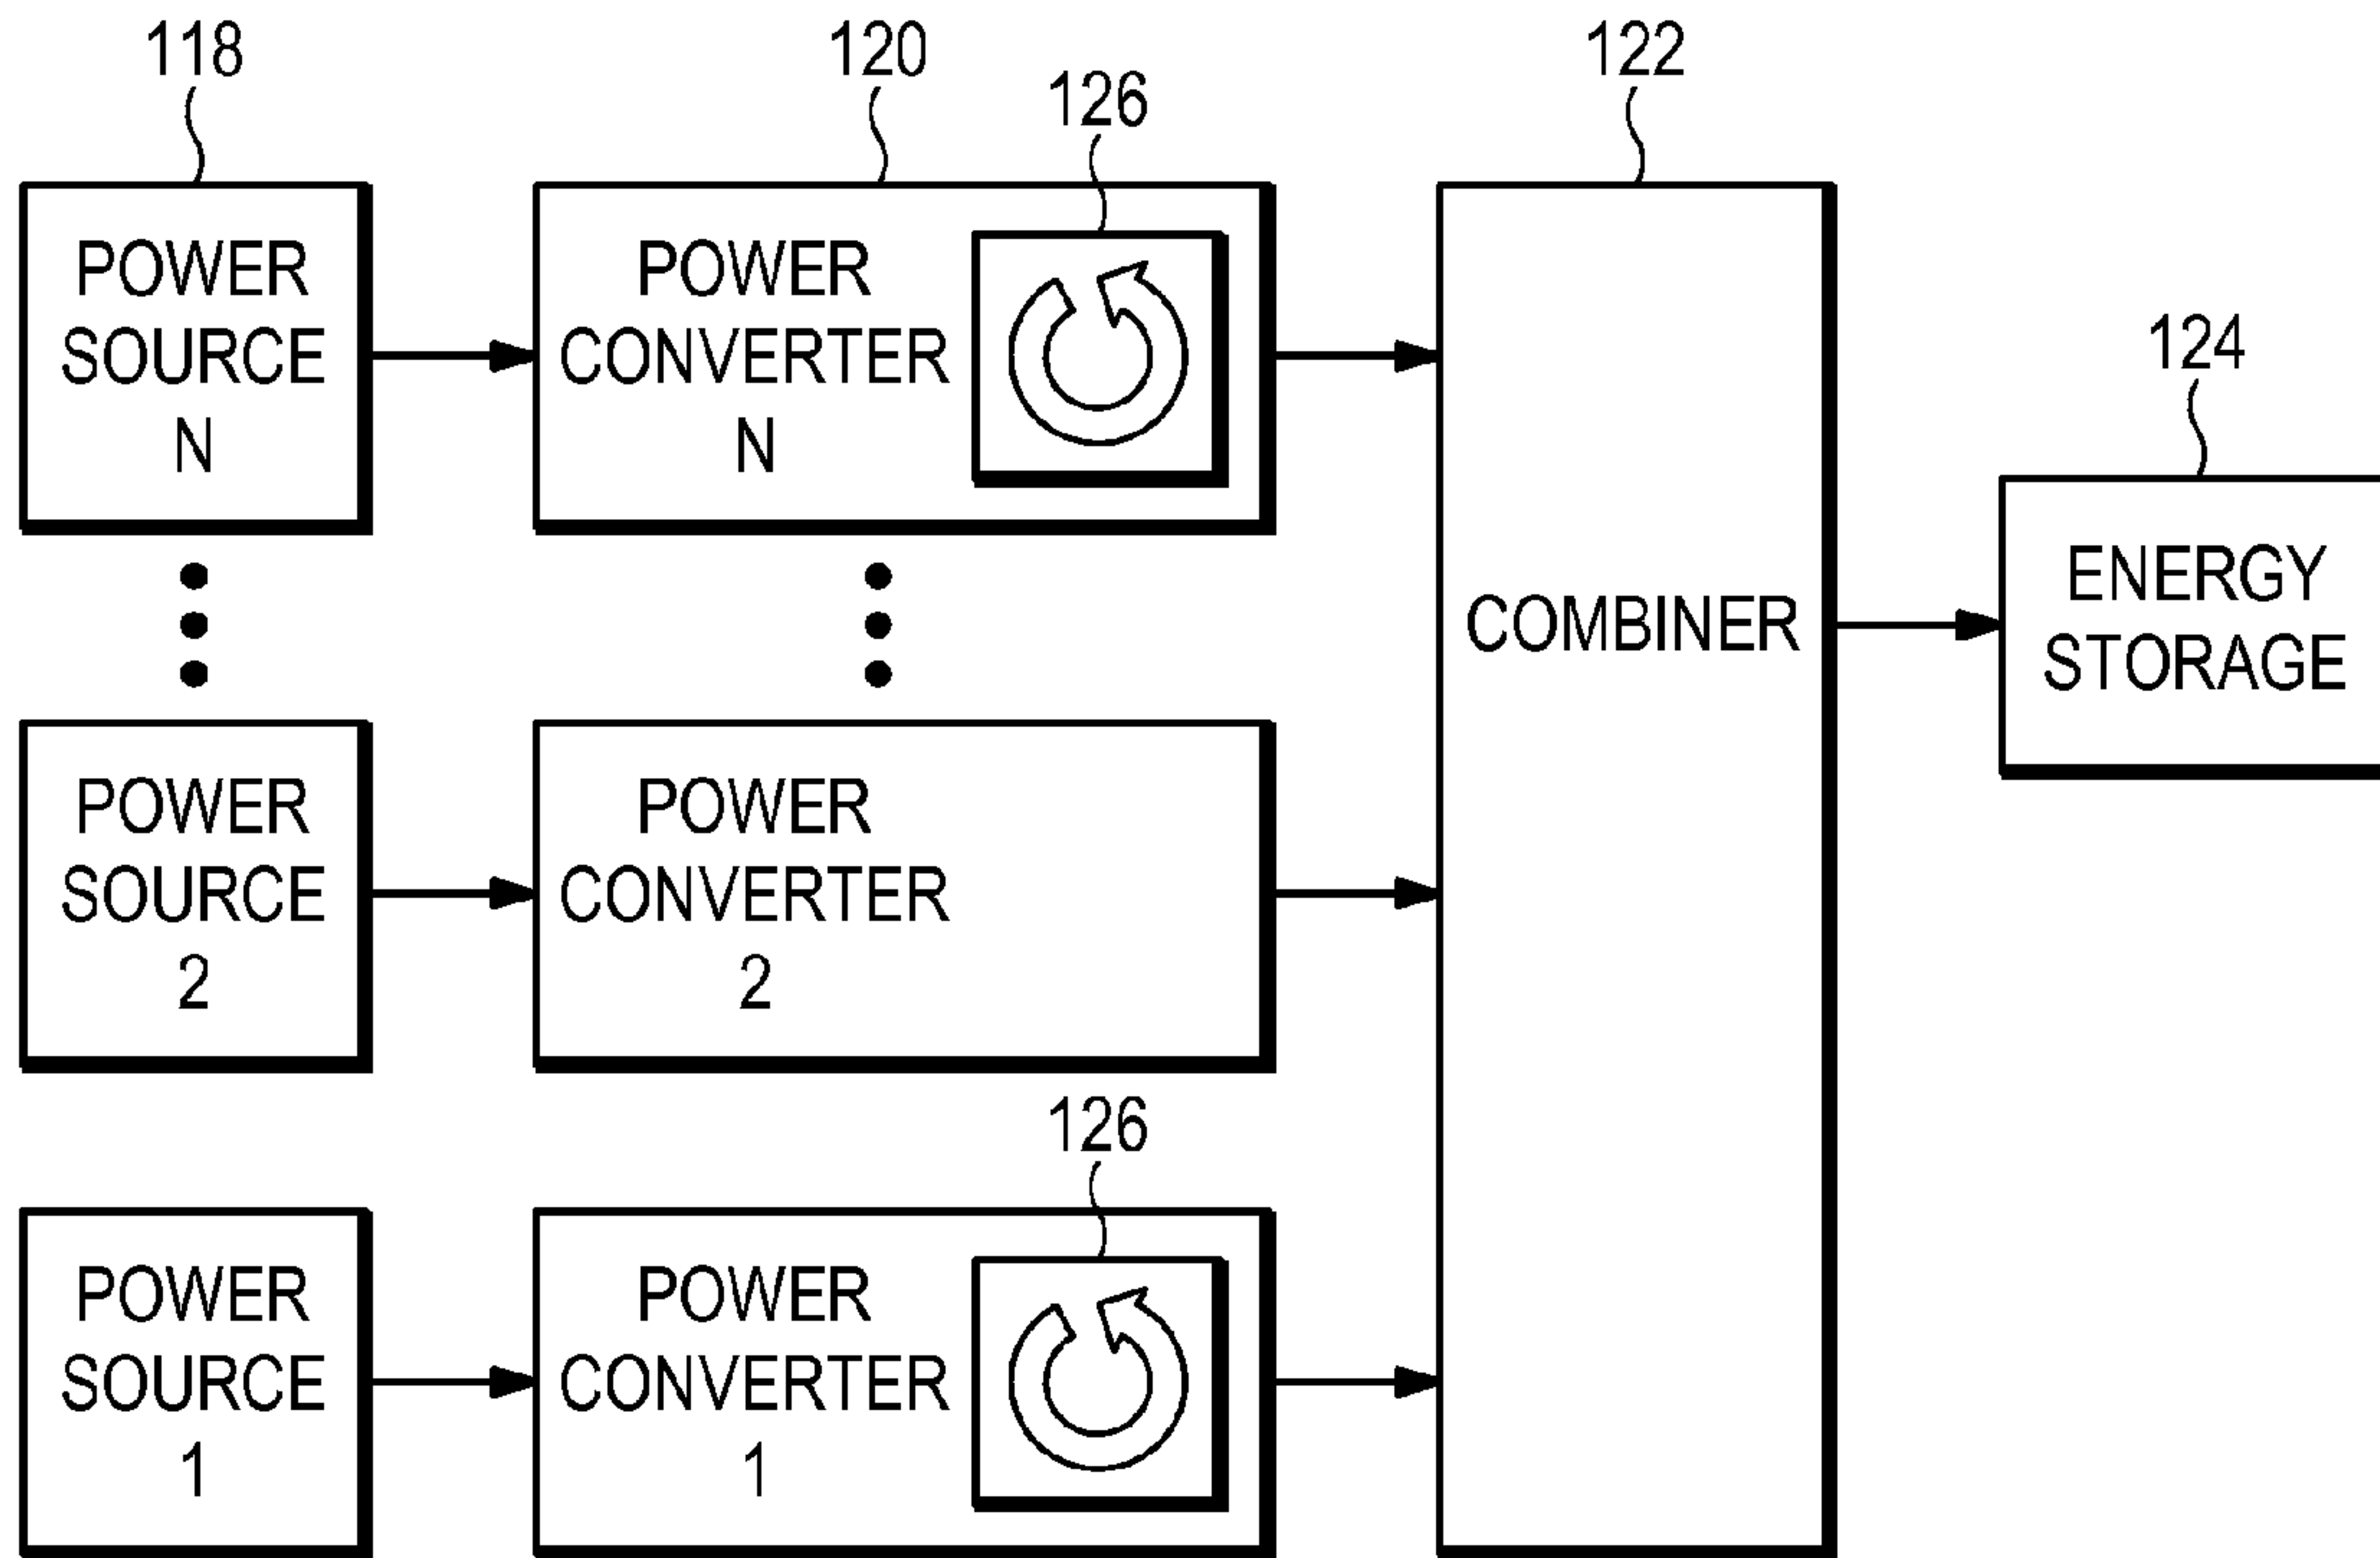 118
120
126
122
POWER
SOURCE
N
POWER
CONVERTER
N
124
COMBINER
ENERGY
STORAGE
POWER
SOURCE
2
POWER
CONVERTER
2
126
POWER
SOURCE
1
POWER
CONVERTER
1